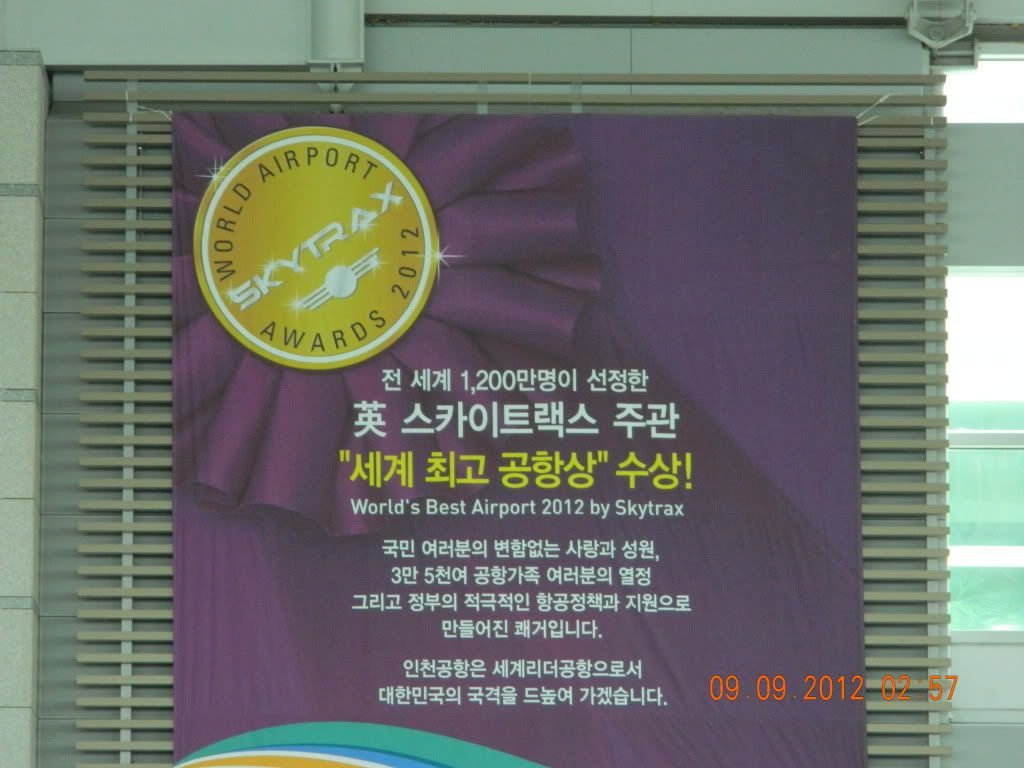 WORLD AIRPORT
SKYTRAX
AWARDS 2012
전 세계 1,200만명이 선정한
英 스카이트랙스 주관
"세계 최고 공항상" 수상!
World's Best Airport 2012 by Skytrax
국민 여러분의 변함없는 사랑과 성원,
3만 5천여 공항가족 여러분의 열정
그리고 정부의 적극적인 항공정책과 지원으로
만들어진 쾌거입니다.
인천공항은 세계리더공항으로서
대한민국의 국격을 드높여 가겠습니다.
09.09.2012 02:57